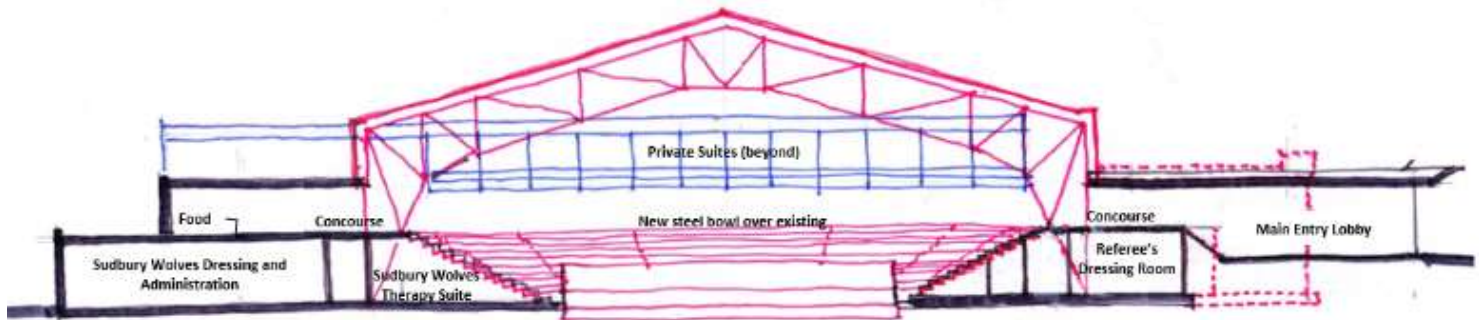 Private Suites (beyond)
Food
Concourse
New steel bowl over existing
Concourse
Main Entry Lobby
Sudbury Wolves Dressing and
Administration
Sudbury Wolves
Therapy Suite
Referee's
Dressing Room